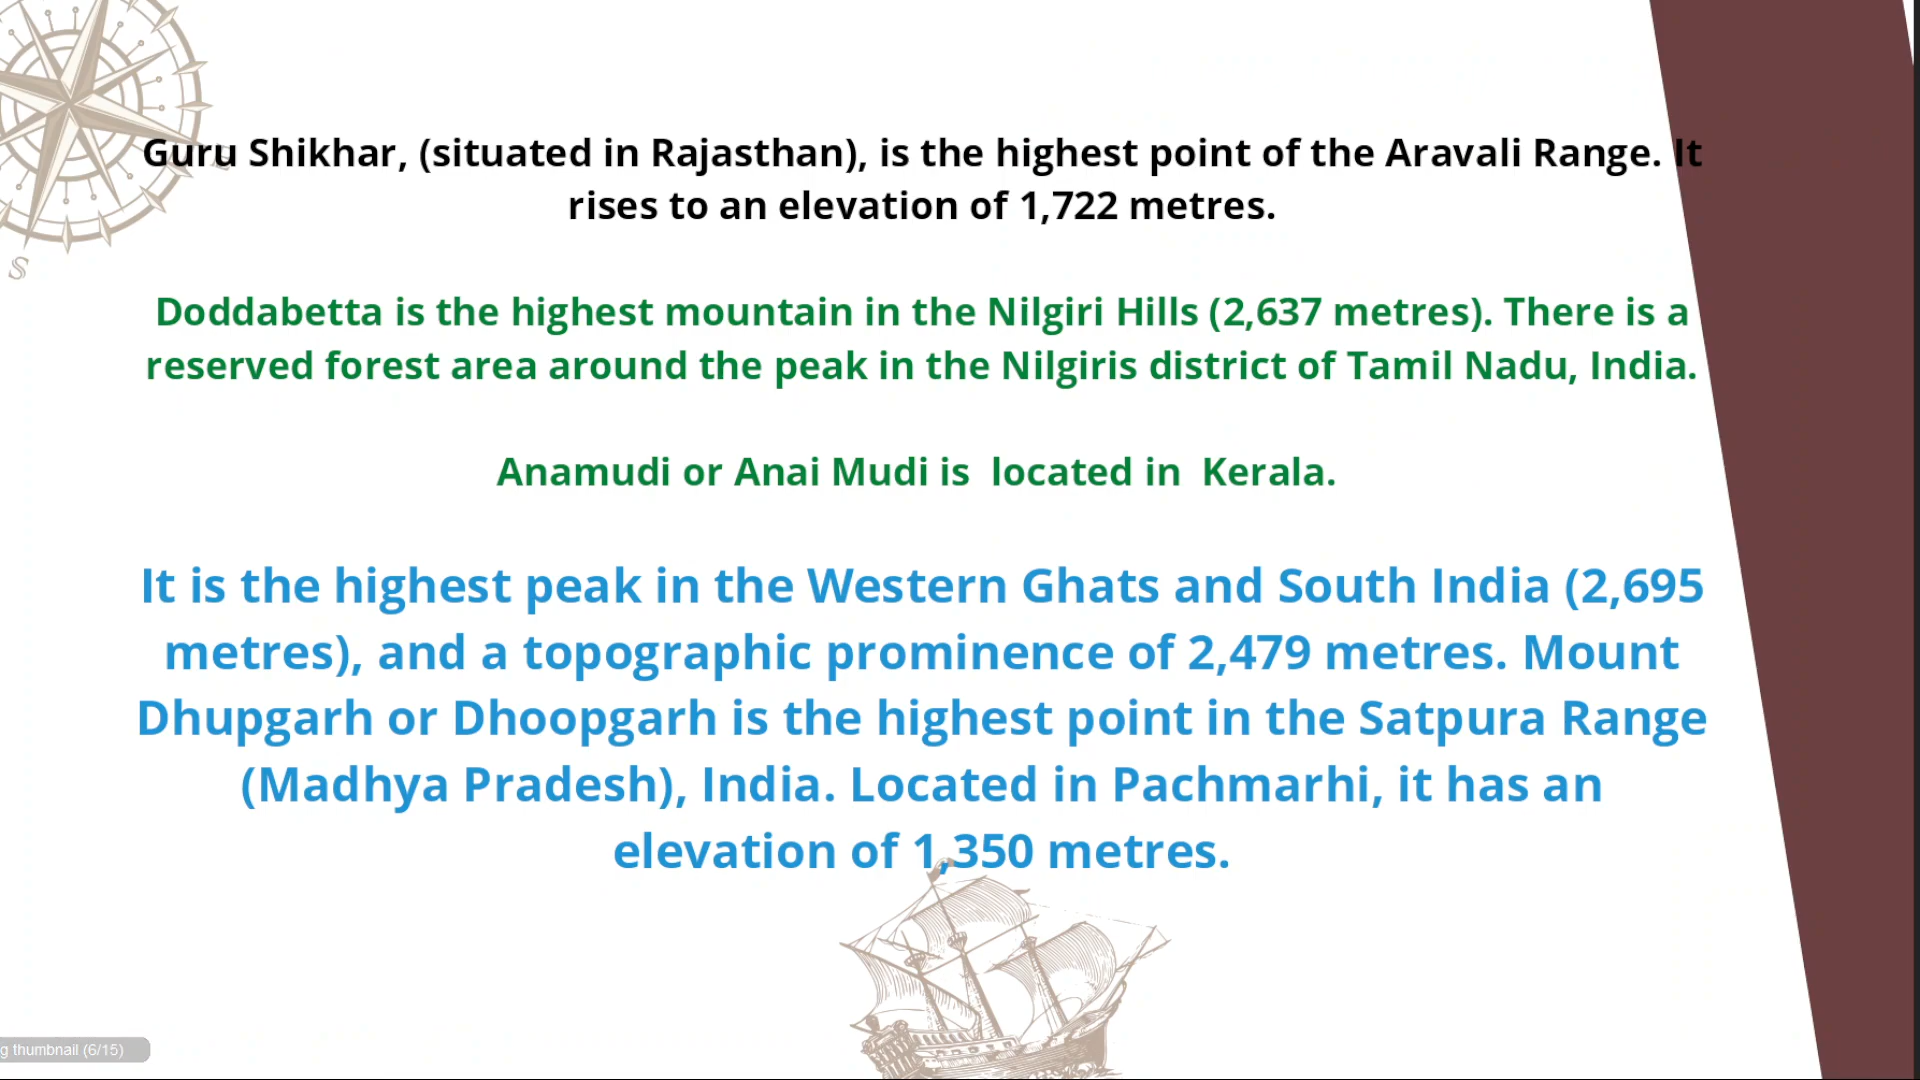 Guru Shikhar, (situated in Rajasthan), is the highest point of the Aravali Range. It
rises to an elevation of 1,722 metres.
Doddabetta is the highest mountain in the Nilgiri Hills (2,637 metres). There is a
reserved forest area around the peak in the Nilgiris district of Tamil Nadu, India.
Anamudi or Anai Mudi is  located in  Kerala.
It is the highest peak in the Western Ghats and South India (2,695
metres), and a topographic prominence of 2,479 metres. Mount
Dhupgarh or Dhoopgarh is the highest point in the Satpura Range
(Madhya Pradesh), India. Located in Pachmarhi, it has an
elevation of 1,350 metres.
S
g thumbnail (6/15)